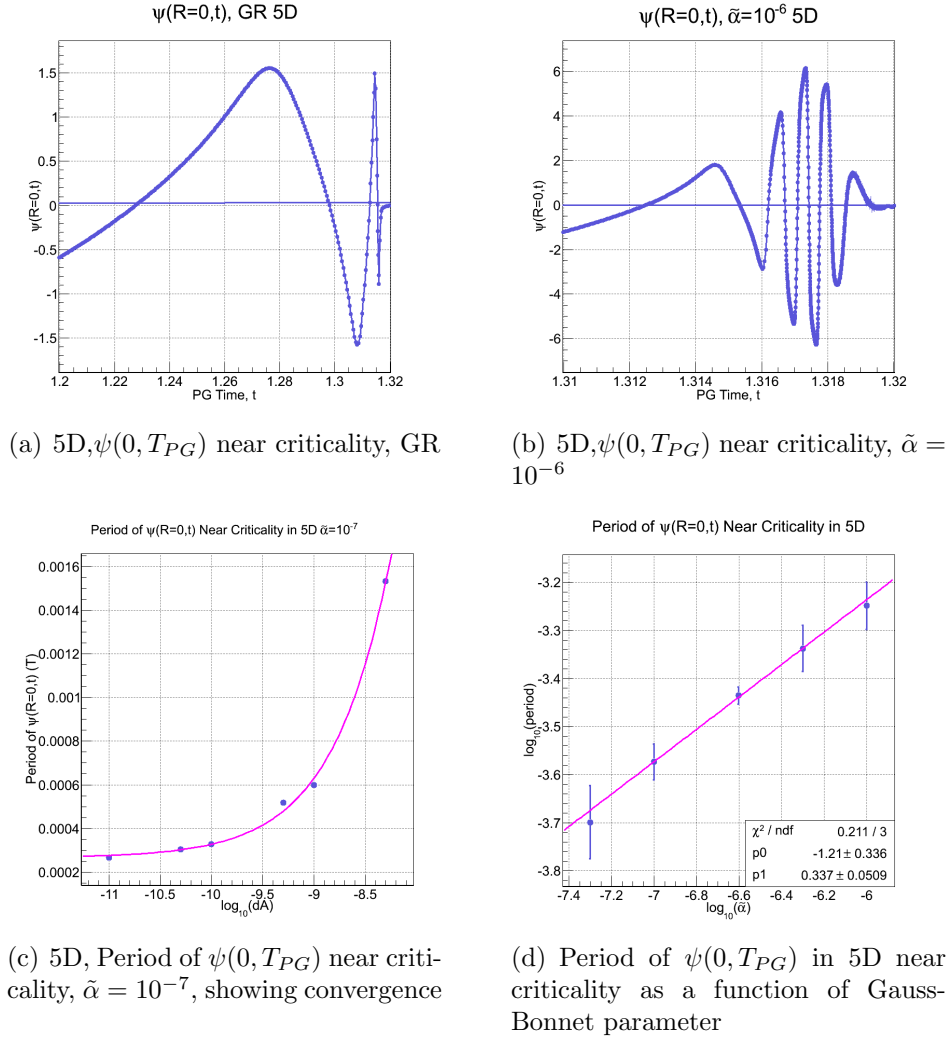 ψ(R=0,t), GR 5D
ψ(R=0,t)
1.5
1
0.5
0
-0.5
-1
-1.5
1.2
1.22
1.24
1.26
1.28
1.3
1.32
PG Time, t
(a) 5D,ψ(0, T_PG) near criticality, GR
ψ(R=0,t), α̃=10⁻⁶ 5D
ψ(R=0,t)
6
4
2
0
-2
-4
-6
1.31
1.312
1.314
1.316
1.318
1.32
PG Time, t
(b) 5D,ψ(0, T_PG) near criticality, α̃ =
10⁻⁶
Period of ψ(R=0,t) Near Criticality in 5D α̃=10⁻⁷
Period of ψ(R=0,t) (T)
0.0016
0.0014
0.0012
0.001
0.0008
0.0006
0.0004
0.0002
-11
-10.5
-10
-9.5
-9
-8.5
log₁₀(dA)
(c) 5D, Period of ψ(0, T_PG) near criti-
cality, α̃ = 10⁻⁷, showing convergence
Period of ψ(R=0,t) Near Criticality in 5D
log₁₀(period)
-3.2
-3.3
-3.4
-3.5
-3.6
-3.7
-3.8
χ² / ndf 0.211 / 3
p0 -1.21 ± 0.336
p1 0.337 ± 0.0509
-7.4
-7.2
-7
-6.8
-6.6
-6.4
-6.2
-6
log₁₀(α̃)
(d) Period of ψ(0, T_PG) in 5D near
criticality as a function of Gauss-
Bonnet parameter